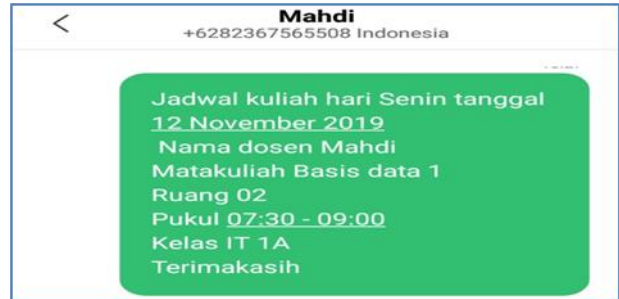 Mahdi
+6282367565508 Indonesia
Jadwal kuliah hari Senin tanggal
12 November 2019
Nama dosen Mahdi
Matakuliah Basis data 1
Ruang 02
Pukul 07:30 - 09:00
Kelas IT 1A
Terimakasih